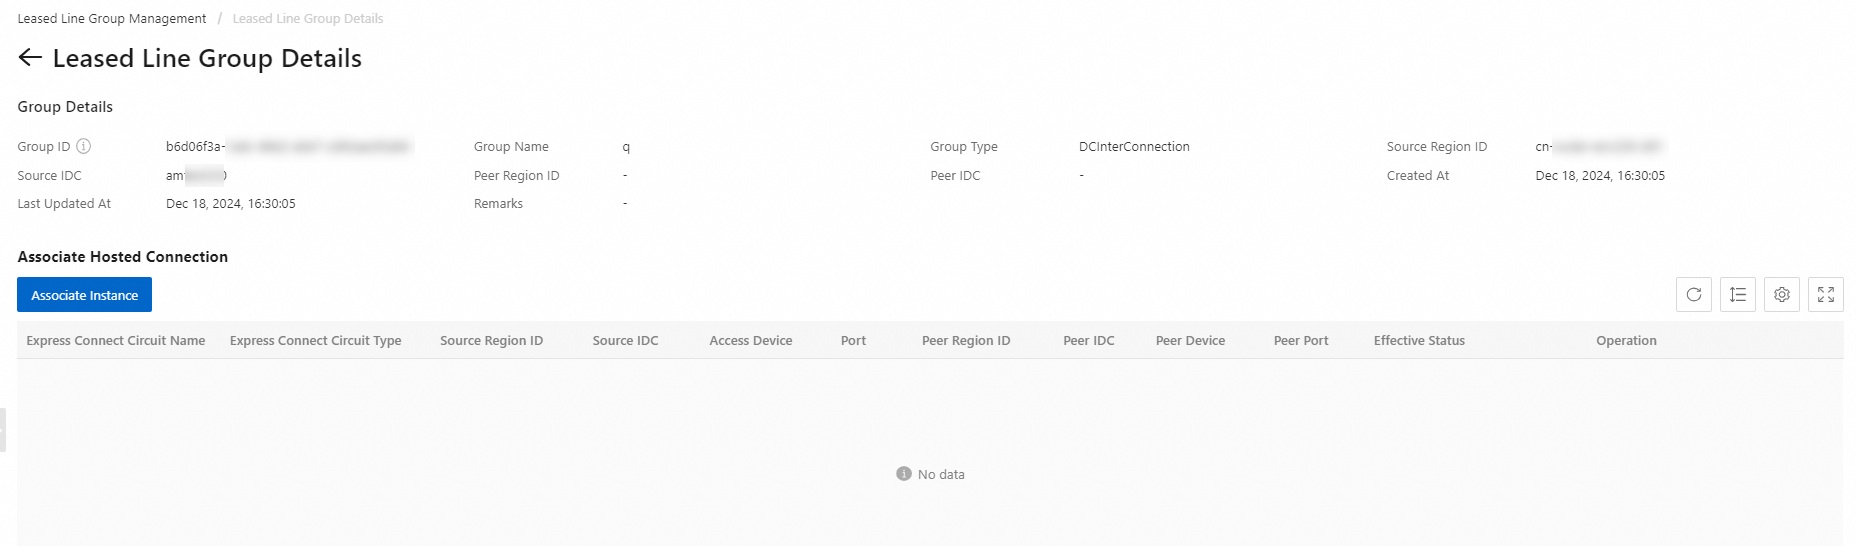 Leased Line Group Management / Leased Line Group Details
Leased Line Group Details
Group Details
Group ID b6d06f3a- Group Name q Group Type DCInterConnection Source Region ID cn-
Source IDC Peer Region ID - Peer IDC - Created At Dec 18, 2024, 16:30:05
Last Updated At Dec 18, 2024, 16:30:05 Remarks -
Associate Hosted Connection
Associate Instance
Express Connect Circuit Name Express Connect Circuit Type Source Region ID Source IDC Access Device Port Peer Region ID Peer IDC Peer Device Peer Port Effective Status Operation
No data